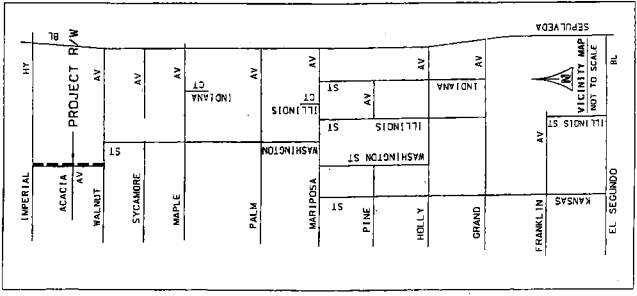 SEPULVEDA
BL
BL
IMPERIAL
HY
PROJECT R/W
ACACIA
AV
WALNUT
AV
SYCAMORE
AV
MAPLE
AV
PALM
AV
MARIPOSA
AV
PINE
AV
HOLLY
AV
GRAND
AV
FRANKLIN
AV
EL SEGUNDO
BL
INDIANA
CT
ILLINOIS
CT
INDIANA
ST
ILLINOIS
ST
ILLINOIS ST
WASHINGTON
ST
WASHINGTON ST
KANSAS
ST
N
VICINITY MAP
NOT TO SCALE